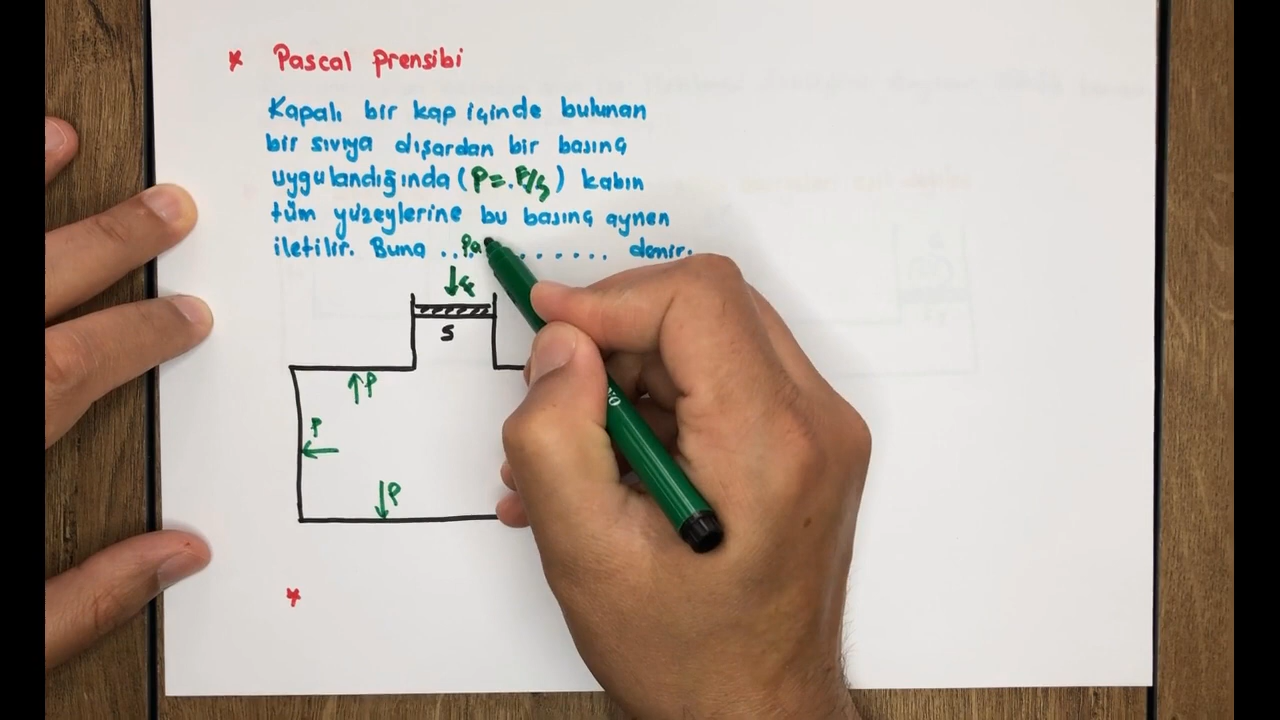 * Pascal prensibi
Kapalı bir kap içinde bulunan
bir sıvıya dışardan bir basınç
uygulandığında (P=.F/S) kabın
tüm yüzeylerine bu basınç aynen
iletilir. Buna ..Pa....... denir.
F
S
P
P
P
*